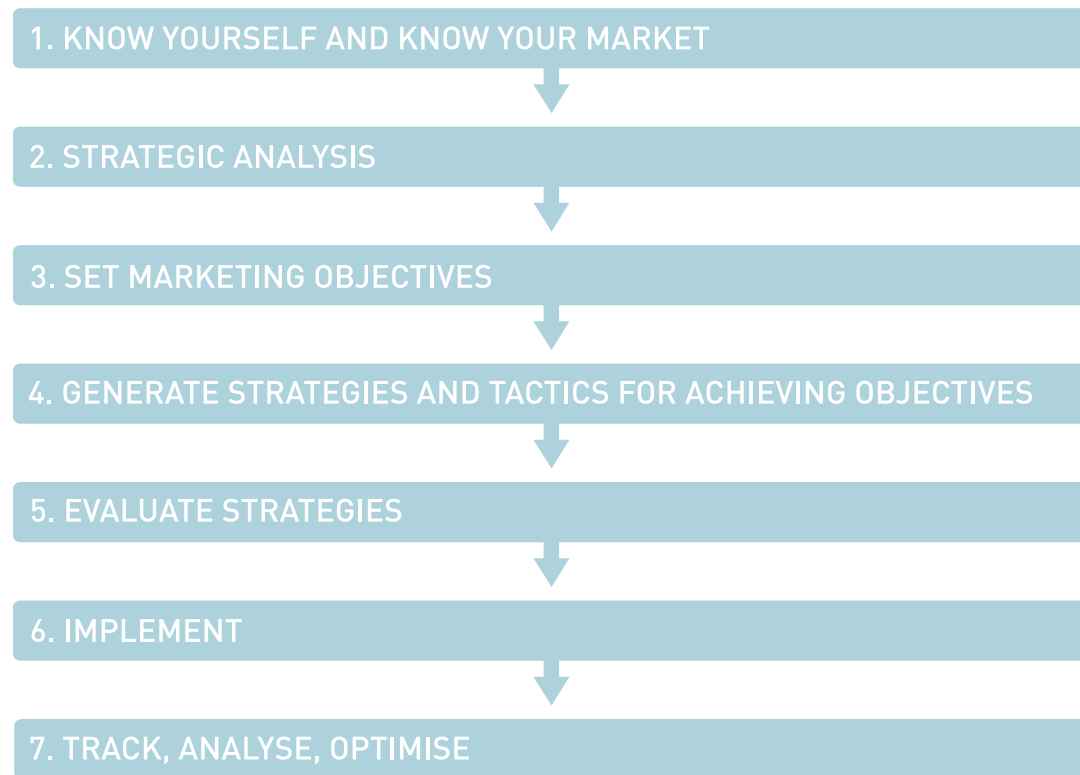 1. KNOW YOURSELF AND KNOW YOUR MARKET
2. STRATEGIC ANALYSIS
3. SET MARKETING OBJECTIVES
4. GENERATE STRATEGIES AND TACTICS FOR ACHIEVING OBJECTIVES
5. EVALUATE STRATEGIES
6. IMPLEMENT
7. TRACK, ANALYSE, OPTIMISE